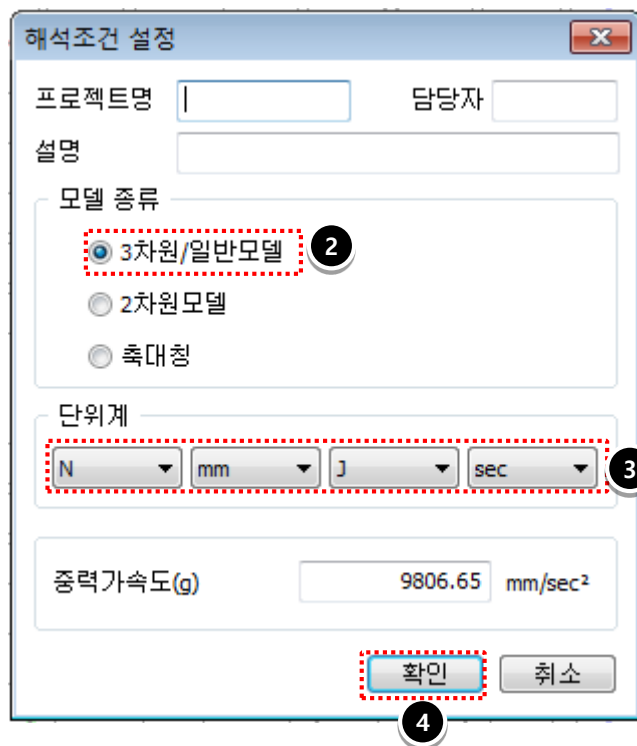 해석조건 설정
프로젝트명 담당자
설명
모델 종류
3차원/일반모델 2
2차원모델
축대칭
단위계
N mm J sec 3
중력가속도(g) 9806.65 mm/sec²
확인 취소
4